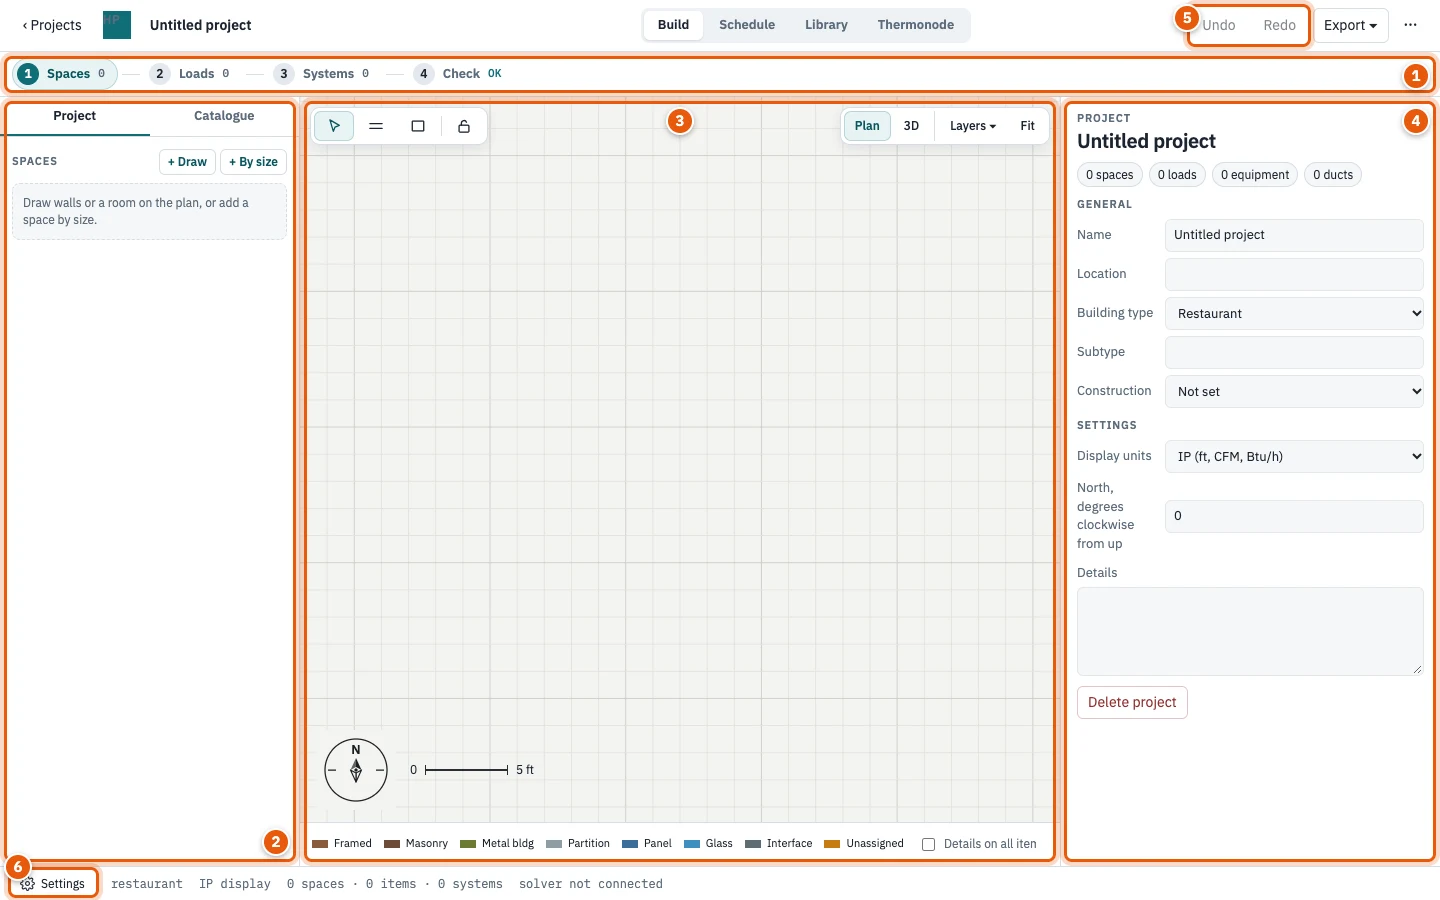 ‹ Projects
HP
Untitled project
Build
Schedule
Library
Thermonode
5
Undo
Redo
Export
···
1 Spaces 0
2 Loads 0
3 Systems 0
4 Check OK
1
Project
Catalogue
SPACES
+ Draw
+ By size
Draw walls or a room on the plan, or add a
space by size.
2
3
Plan
3D
Layers
Fit
N
0
5 ft
Framed
Masonry
Metal bldg
Partition
Panel
Glass
Interface
Unassigned
Details on all iten
4
PROJECT
Untitled project
0 spaces
0 loads
0 equipment
0 ducts
GENERAL
Name
Untitled project
Location
Building type
Restaurant
Subtype
Construction
Not set
SETTINGS
Display units
IP (ft, CFM, Btu/h)
North,
degrees
clockwise
from up
0
Details
Delete project
6
Settings
restaurant
IP display
0 spaces · 0 items · 0 systems
solver not connected